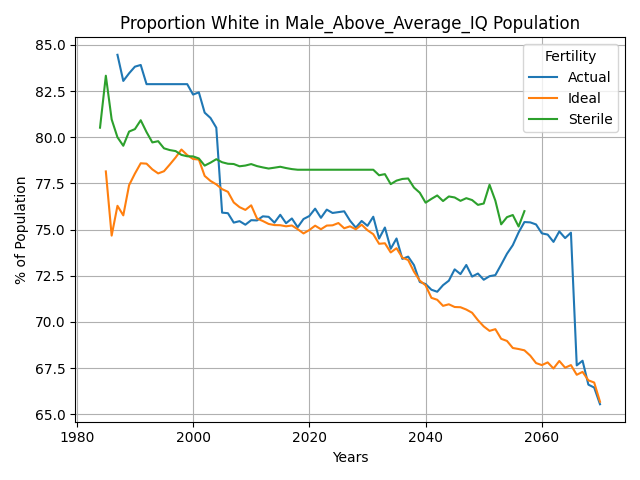 Proportion White in Male_Above_Average_IQ Population
85.0
82.5
80.0
77.5
75.0
72.5
70.0
67.5
65.0
% of Population
Fertility
Actual
Ideal
Sterile
1980
2000
2020
2040
2060
Years